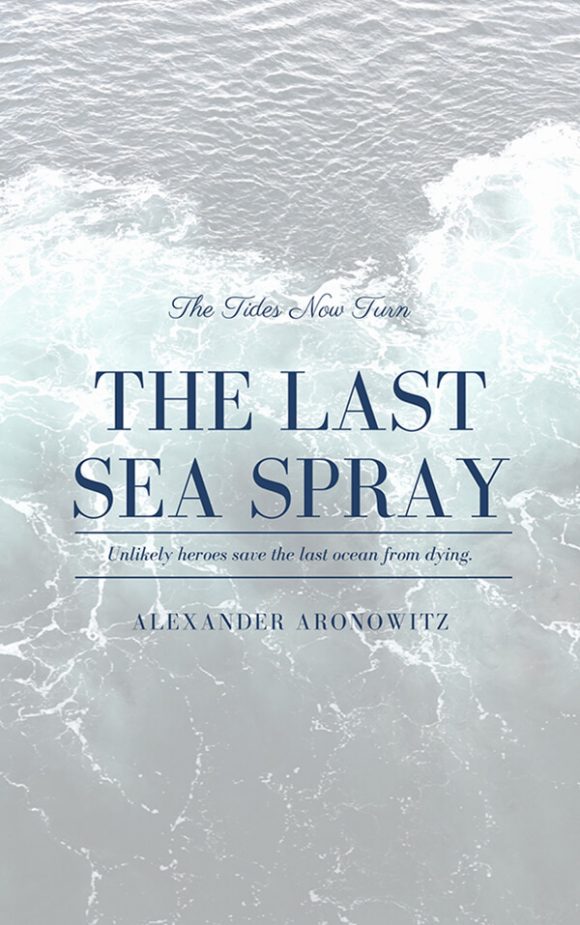 The Tides Now Turn
THE LAST
SEA SPRAY
Unlikely heroes save the last ocean from dying.
ALEXANDER ARONOWITZ